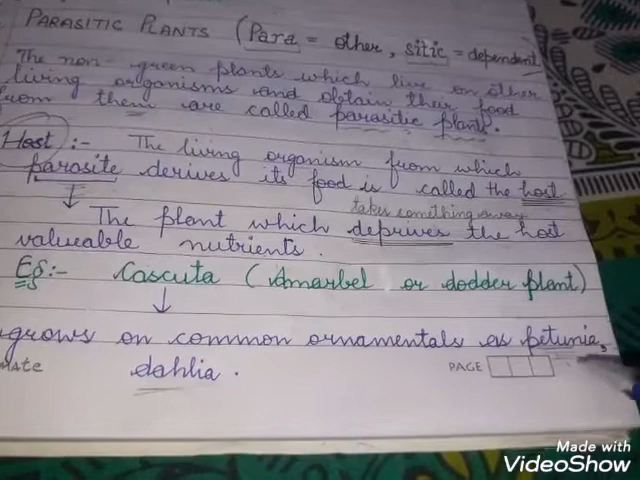 PARASITIC PLANTS (Para = other, sitic = dependent)
The non-green plants which live on other
living organisms and obtain their food
from them are called parasitic plant.
Host :- The living organism from which
parasite derives its food is called the host
takes something away
The plant which deprives the host
valueable nutrients.
Eg:- Cascuta (Amarbel or dodder plant)
grows on common ornamentals as petunia,
dahlia.
PAGE
Made with
VideoShow